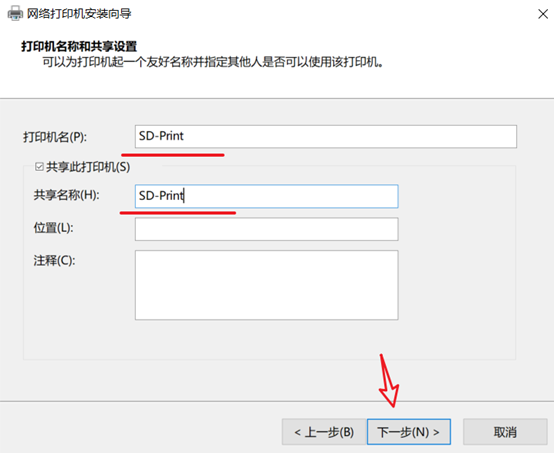 网络打印机安装向导
打印机名称和共享设置
可以为打印机起一个友好名称并指定其他人是否可以使用该打印机。
打印机名(P): SD-Print
共享此打印机(S)
共享名称(H): SD-Print
位置(L):
注释(C):
< 上一步(B) 下一步(N) > 取消